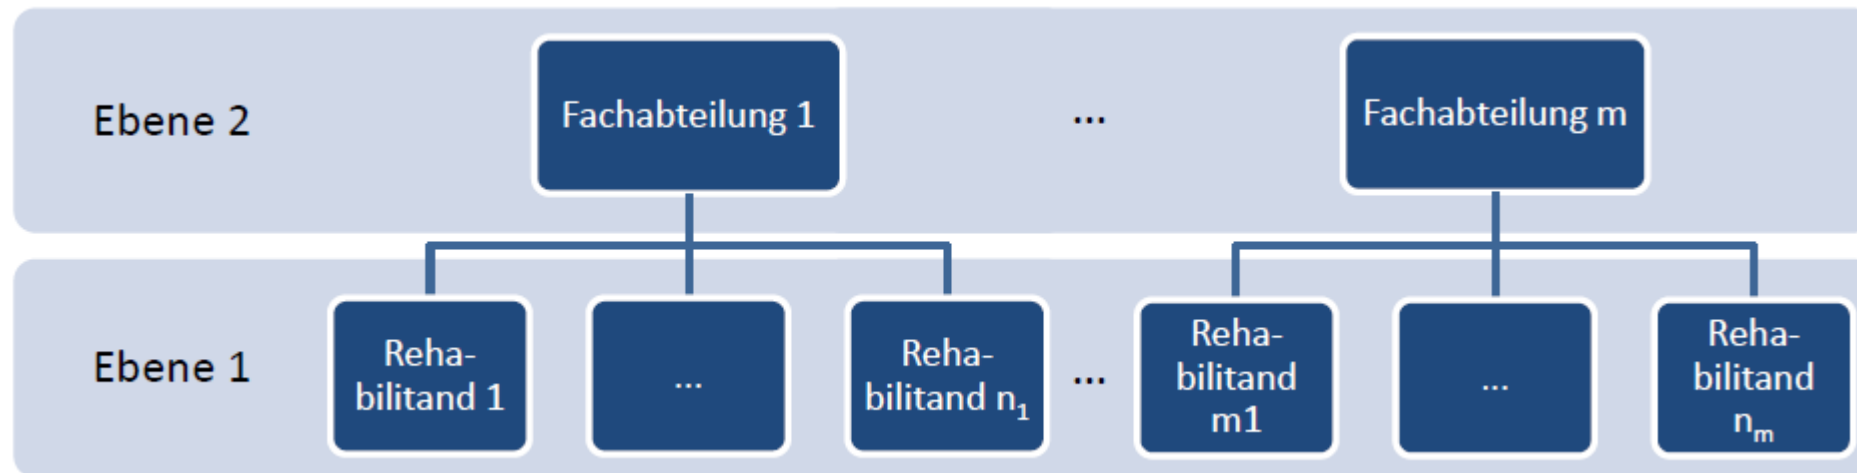 Ebene 2
Fachabteilung 1
...
Fachabteilung m
Ebene 1
Reha-
bilitand 1
...
Reha-
bilitand n₁
...
Reha-
bilitand
m1
...
Reha-
bilitand
nₘ